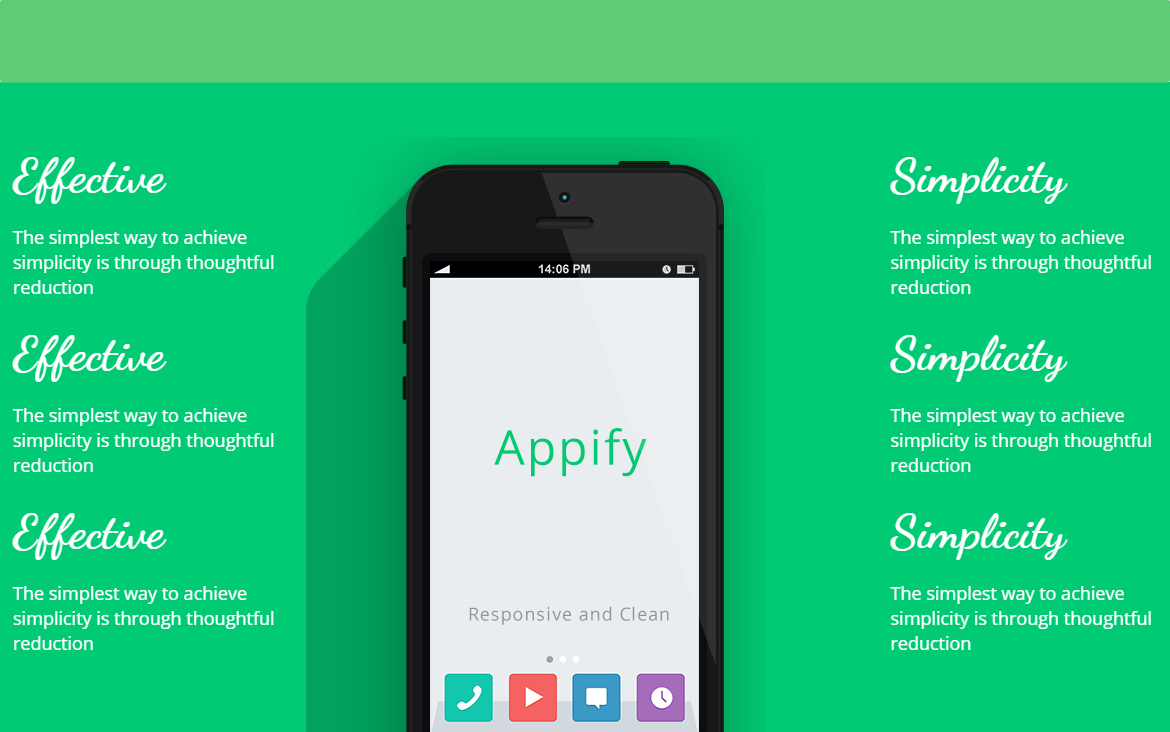 Effective
The simplest way to achieve
simplicity is through thoughtful
reduction
Effective
The simplest way to achieve
simplicity is through thoughtful
reduction
Effective
The simplest way to achieve
simplicity is through thoughtful
reduction
14:06 PM
Appify
Responsive and Clean
Simplicity
The simplest way to achieve
simplicity is through thoughtful
reduction
Simplicity
The simplest way to achieve
simplicity is through thoughtful
reduction
Simplicity
The simplest way to achieve
simplicity is through thoughtful
reduction